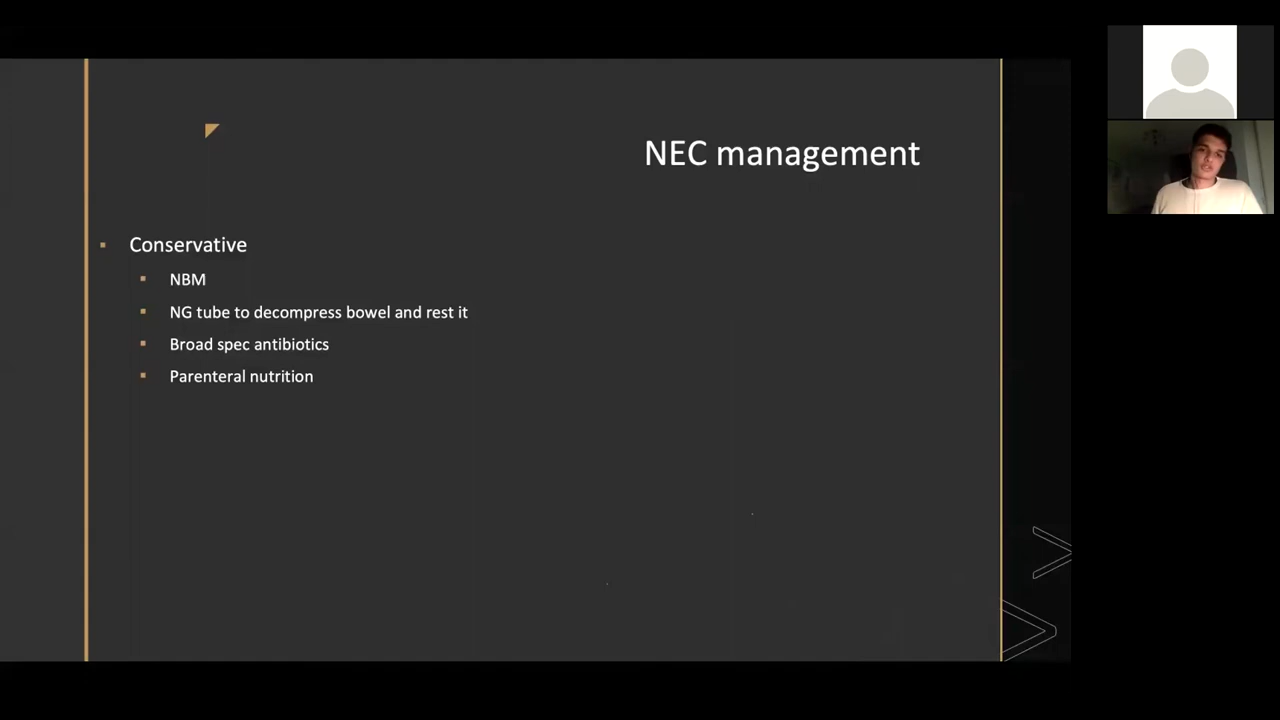 NEC management
Conservative
NBM
NG tube to decompress bowel and rest it
Broad spec antibiotics
Parenteral nutrition